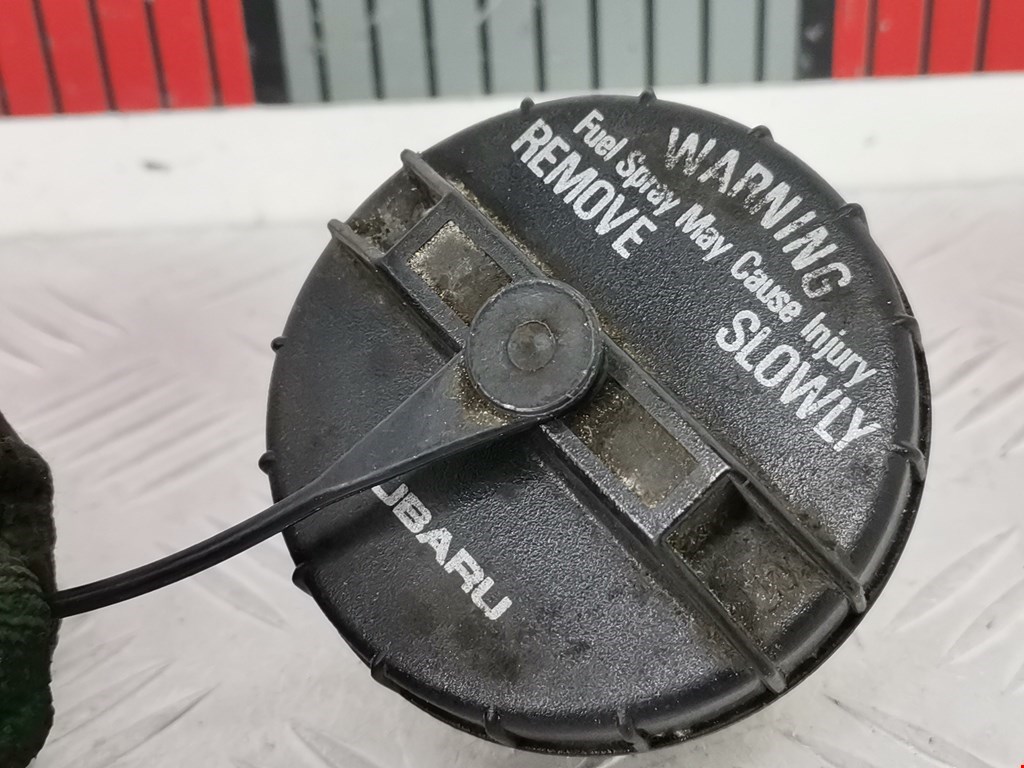 WARNING
Fuel Spray May Cause Injury
REMOVE SLOWLY
UBARU